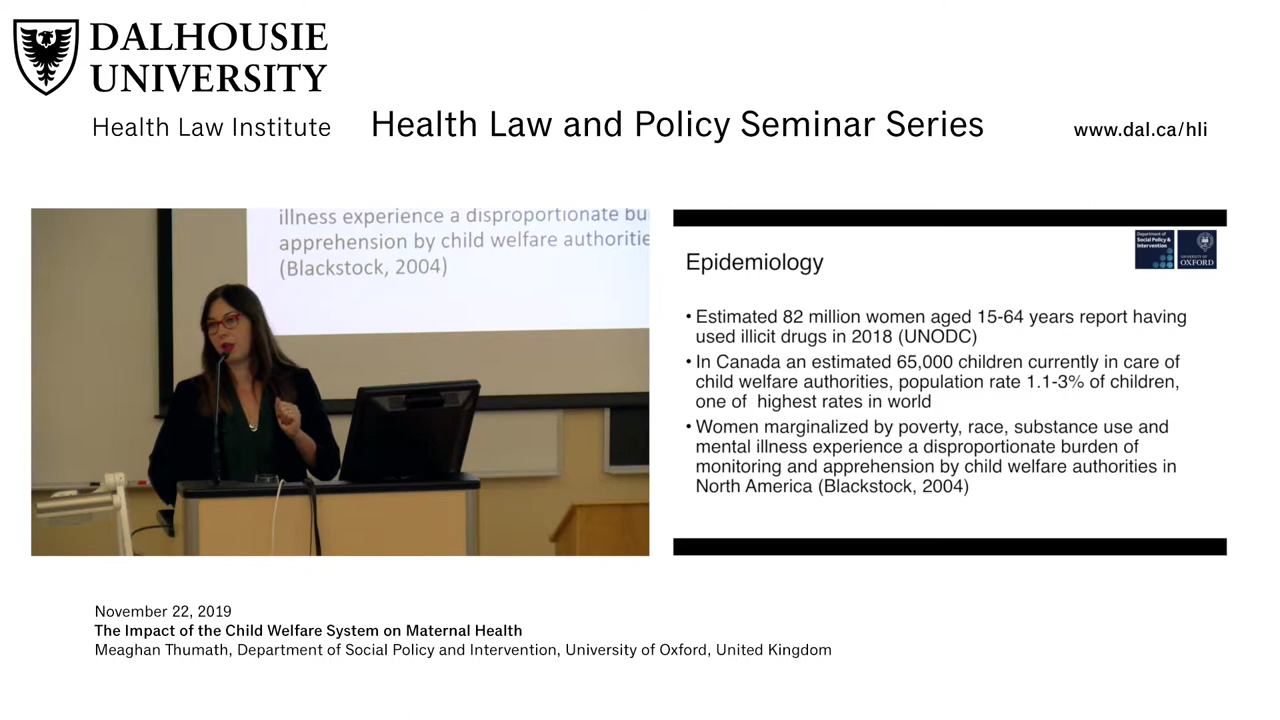 DALHOUSIE
UNIVERSITY
Health Law Institute
Health Law and Policy Seminar Series
www.dal.ca/hli
illness experience a disproportionate bu
apprehension by child welfare authoritie
(Blackstock, 2004)
Department of
Social Policy &
Intervention
UNIVERSITY OF
OXFORD
Epidemiology
• Estimated 82 million women aged 15-64 years report having
used illicit drugs in 2018 (UNODC)
• In Canada an estimated 65,000 children currently in care of
child welfare authorities, population rate 1.1-3% of children,
one of highest rates in world
• Women marginalized by poverty, race, substance use and
mental illness experience a disproportionate burden of
monitoring and apprehension by child welfare authorities in
North America (Blackstock, 2004)
November 22, 2019
The Impact of the Child Welfare System on Maternal Health
Meaghan Thumath, Department of Social Policy and Intervention, University of Oxford, United Kingdom